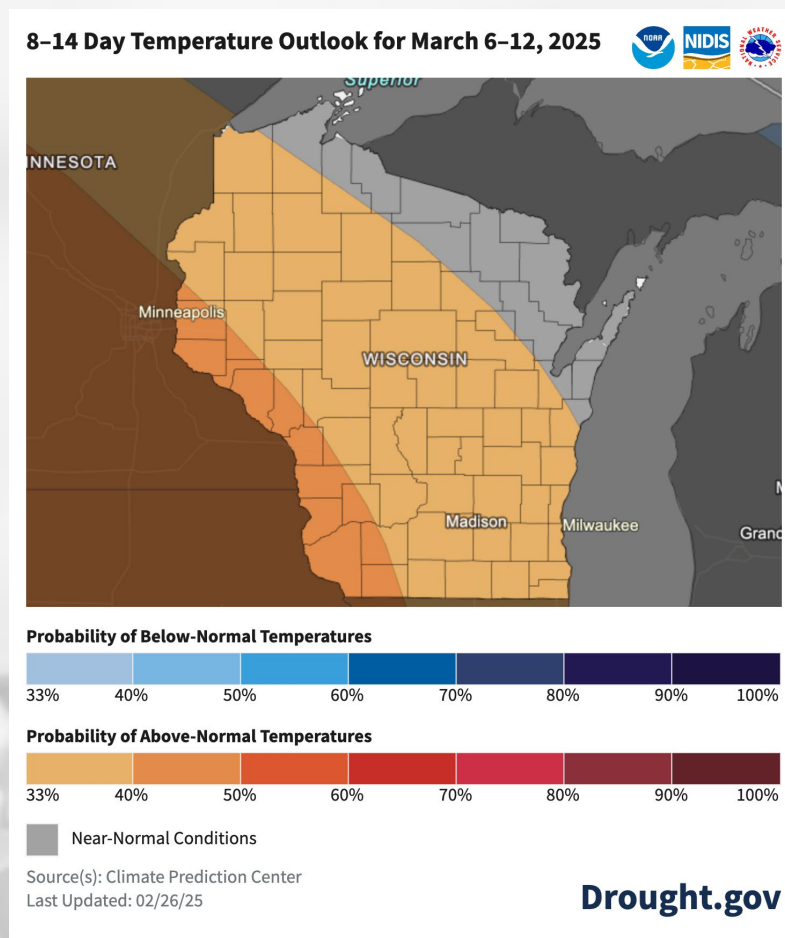 8–14 Day Temperature Outlook for March 6–12, 2025
NOAA
NIDIS
NATIONAL WEATHER SERVICE
Superior
INNESOTA
Minneapolis
WISCONSIN
Madison
Milwaukee
Grand
Probability of Below-Normal Temperatures
33% 40% 50% 60% 70% 80% 90% 100%
Probability of Above-Normal Temperatures
33% 40% 50% 60% 70% 80% 90% 100%
Near-Normal Conditions
Source(s): Climate Prediction Center
Last Updated: 02/26/25
Drought.gov